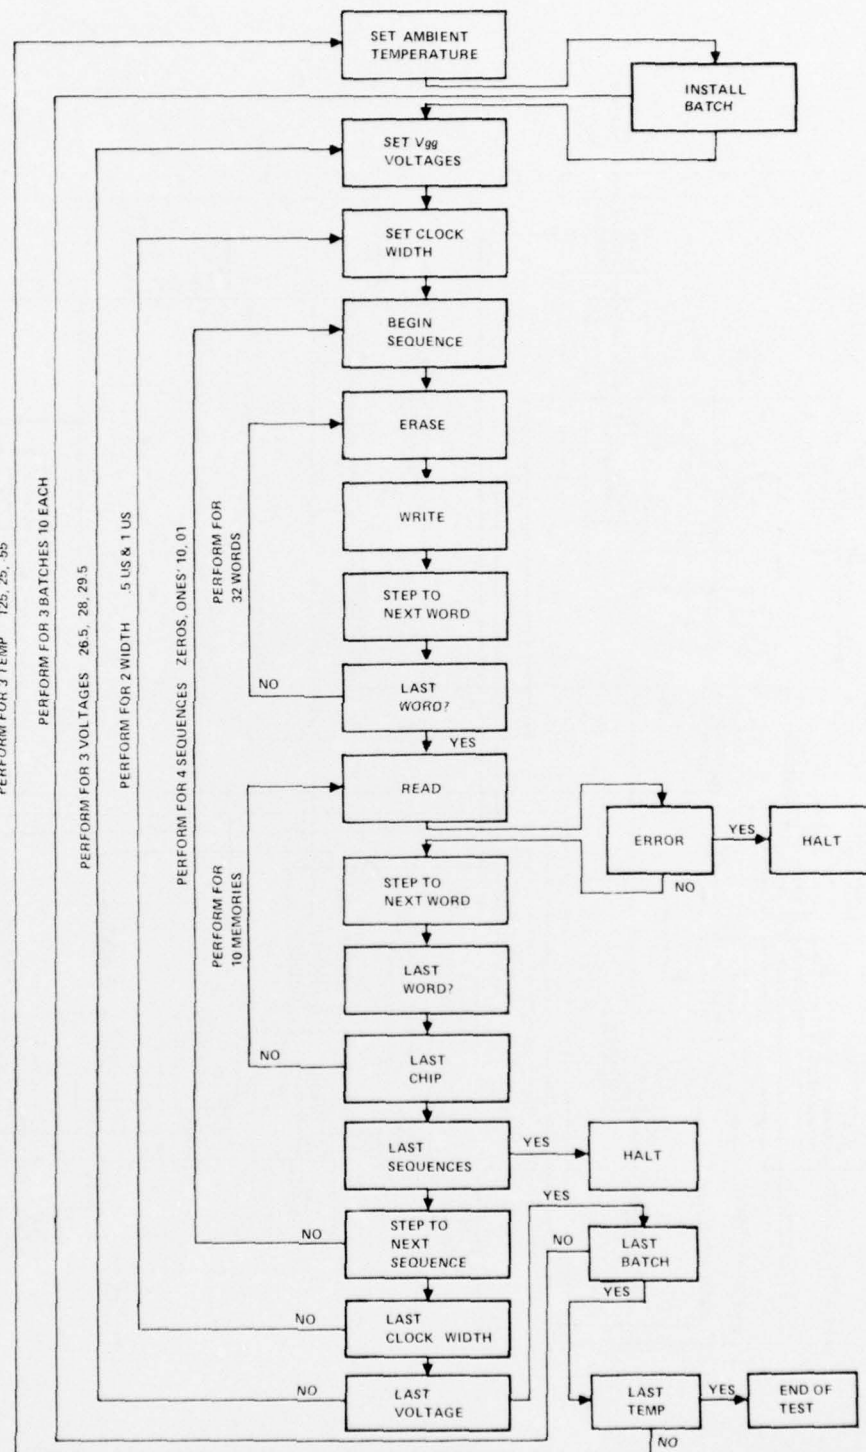 SET AMBIENT
TEMPERATURE
INSTALL
BATCH
SET Vgg
VOLTAGES
SET CLOCK
WIDTH
BEGIN
SEQUENCE
ERASE
WRITE
STEP TO
NEXT WORD
LAST
WORD?
NO
YES
READ
ERROR
YES
HALT
NO
STEP TO
NEXT WORD
LAST
WORD?
LAST
CHIP
NO
LAST
SEQUENCES
YES
HALT
STEP TO
NEXT
SEQUENCE
NO
YES
LAST
BATCH
NO
YES
LAST
CLOCK WIDTH
NO
LAST
VOLTAGE
NO
LAST
TEMP
YES
END OF
TEST
NO
PERFORM FOR 3 TEMP 125, 25, -55
PERFORM FOR 3 BATCHES 10 EACH
PERFORM FOR 3 VOLTAGES 26.5, 28, 29.5
PERFORM FOR 2 WIDTH .5 US & 1 US
PERFORM FOR 4 SEQUENCES ZEROS, ONES' 10, 01
PERFORM FOR
32 WORDS
PERFORM FOR
10 MEMORIES